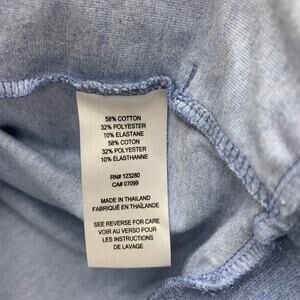 58% COTTON
32% POLYESTER
10% ELASTANE
58% COTON
32% POLYESTER
10% ÉLASTHANNE
RN# 123280
CA# 07099
MADE IN THAILAND
FABRIQUÉ EN THAÏLANDE
SEE REVERSE FOR CARE
VOIR AU VERSO POUR
LES INSTRUCTIONS
DE LAVAGE